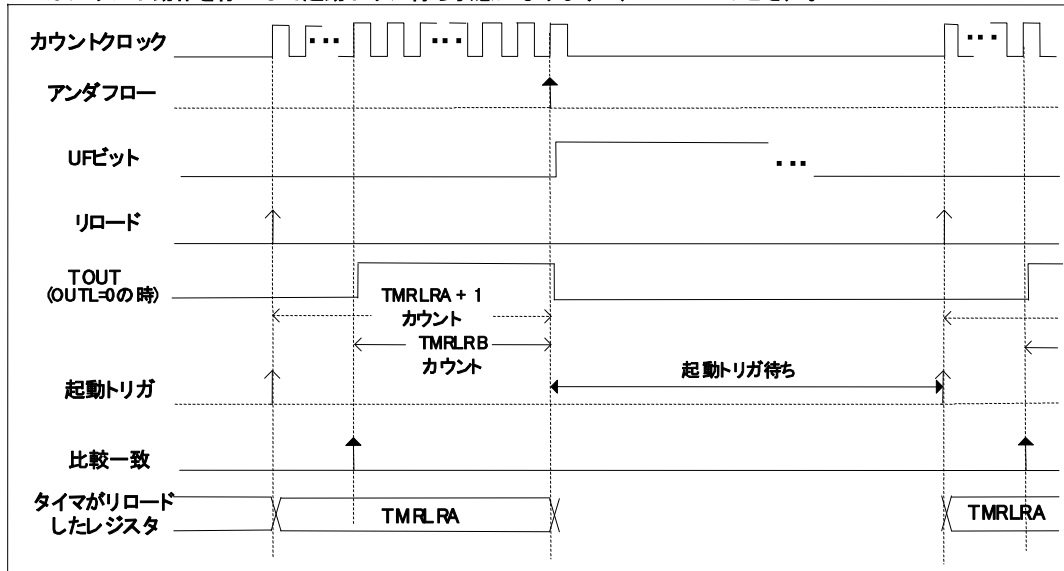 カウントクロック
アンダフロー
UFビット
リロード
TOUT
(OUTL=0の時)
TMRLRA + 1
カウント
TMRLRB
カウント
起動トリガ待ち
起動トリガ
比較一致
タイマがリロード
したレジスタ
TMRLRA
TMRLRA